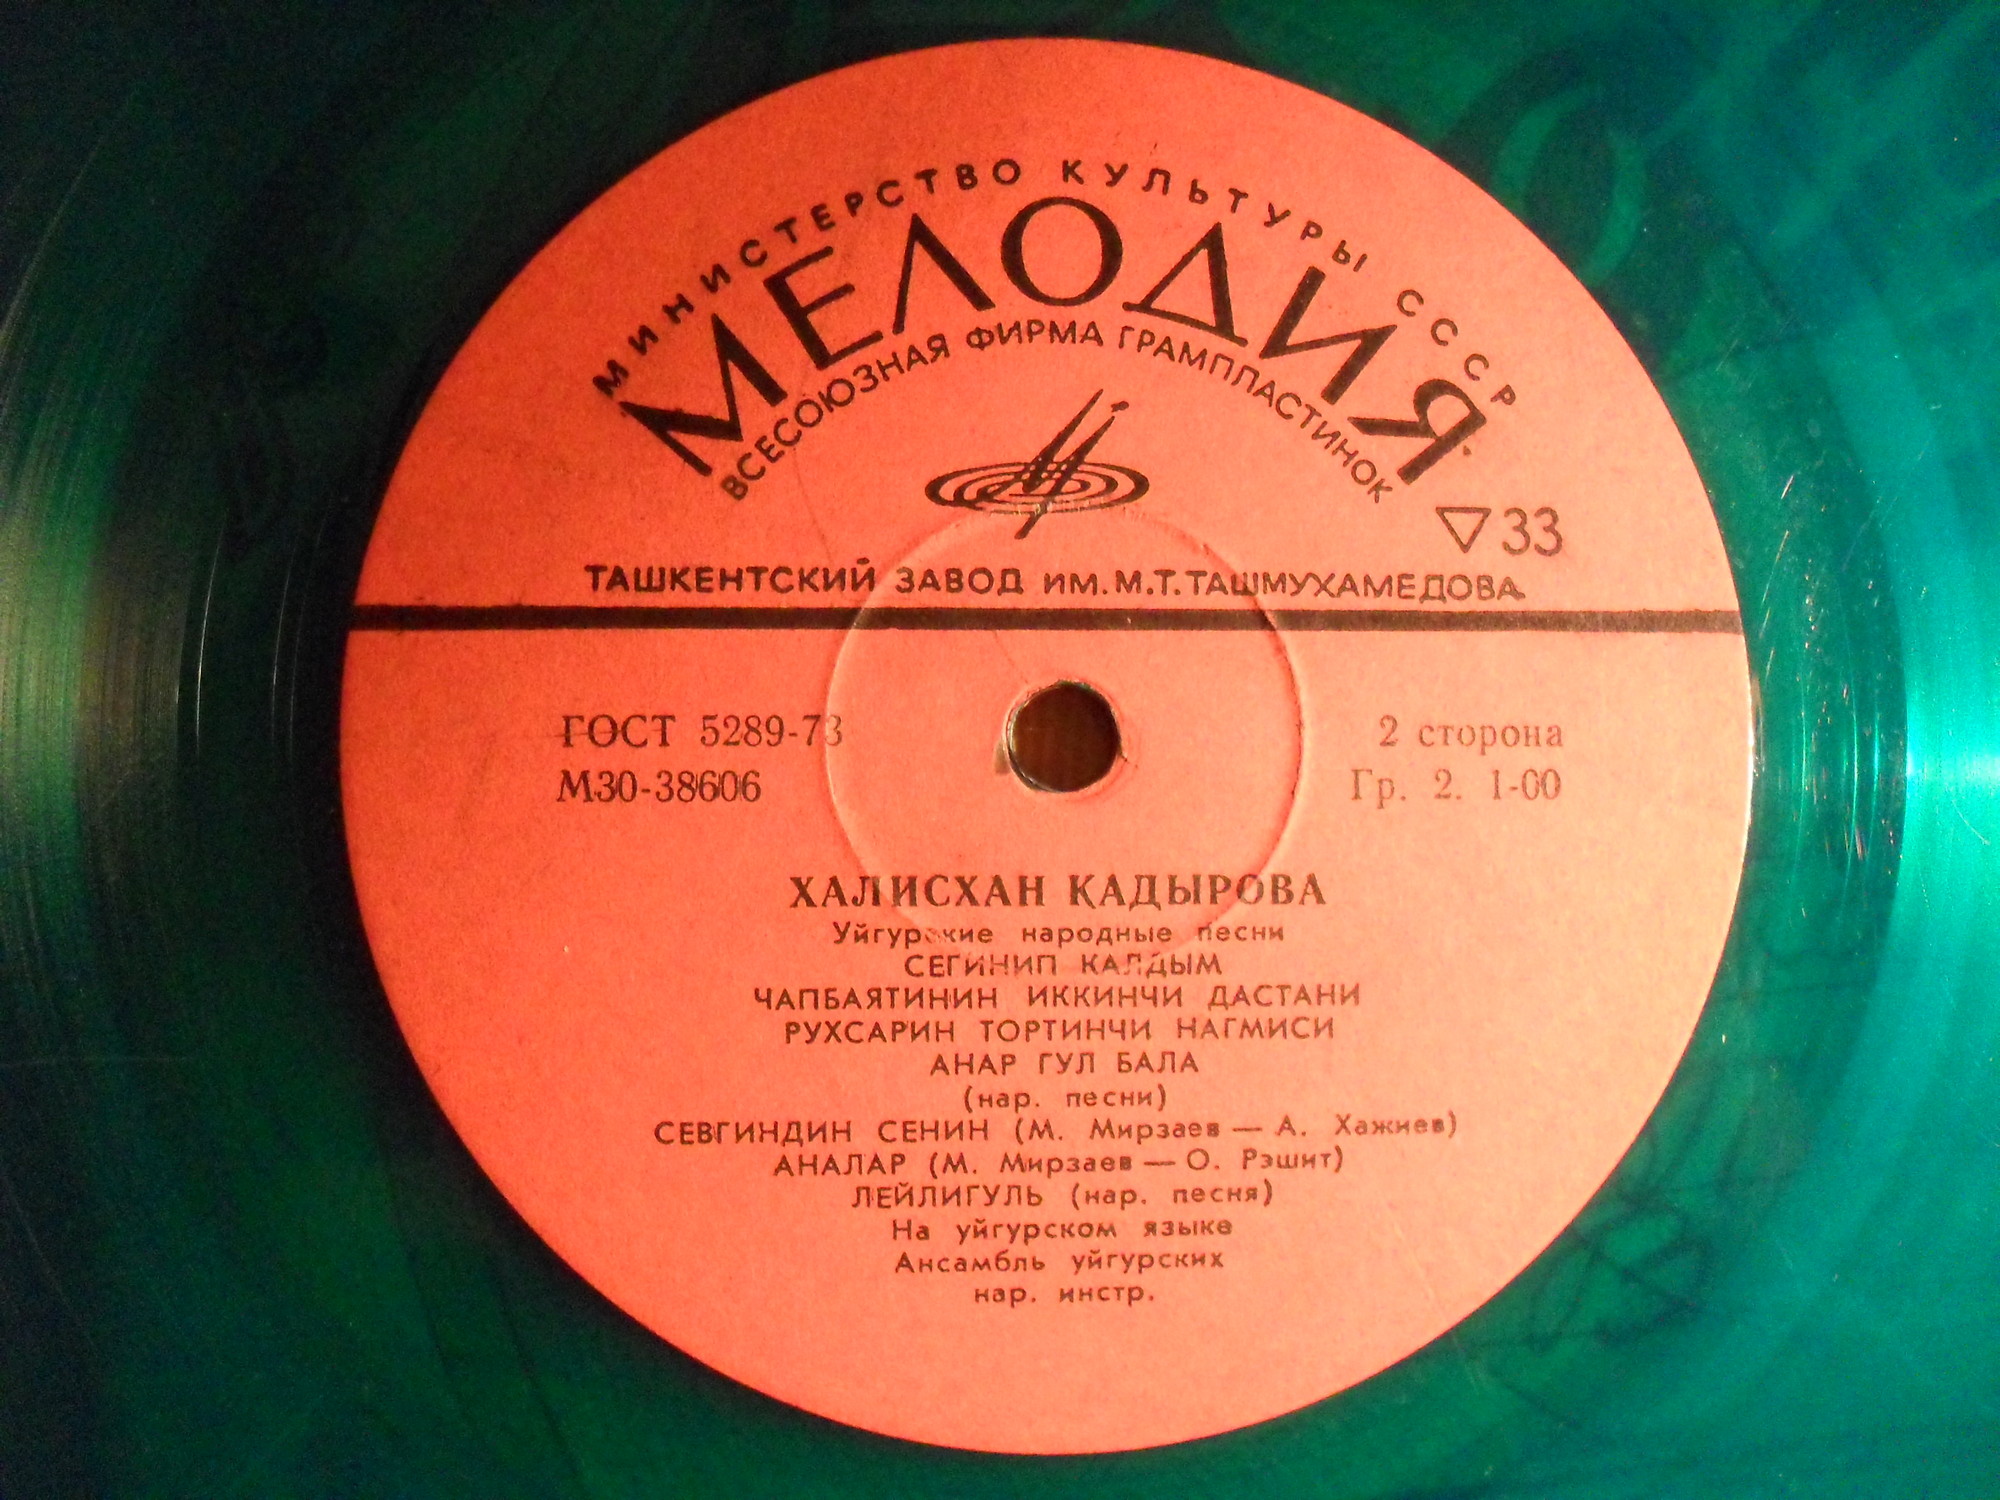 МИНИСТЕРСТВО КУЛЬТУРЫ СССР
МЕЛОДИЯ
ВСЕСОЮЗНАЯ ФИРМА ГРАМПЛАСТИНОК
▽33
ТАШКЕНТСКИЙ ЗАВОД ИМ. М.Т. ТАШМУХАМЕДОВА
ГОСТ 5289-73
2 сторона
М30-38606
Гр. 2. 1-00
ХАЛИСХАН КАДЫРОВА
Уйгурские народные песни
СЕГИНИП КАЛДЫМ
ЧАПБАЯТИНИН ИККИНЧИ ДАСТАНИ
РУХСАРИН ТОРТИНЧИ НАГМИСИ
АНАР ГУЛ БАЛА
(нар. песни)
СЕВГИНДИН СЕНИН (М. Мирзаев — А. Хажиев)
АНАЛАР (М. Мирзаев — О. Рэшит)
ЛЕЙЛИГУЛЬ (нар. песня)
На уйгурском языке
Ансамбль уйгурских
нар. инстр.